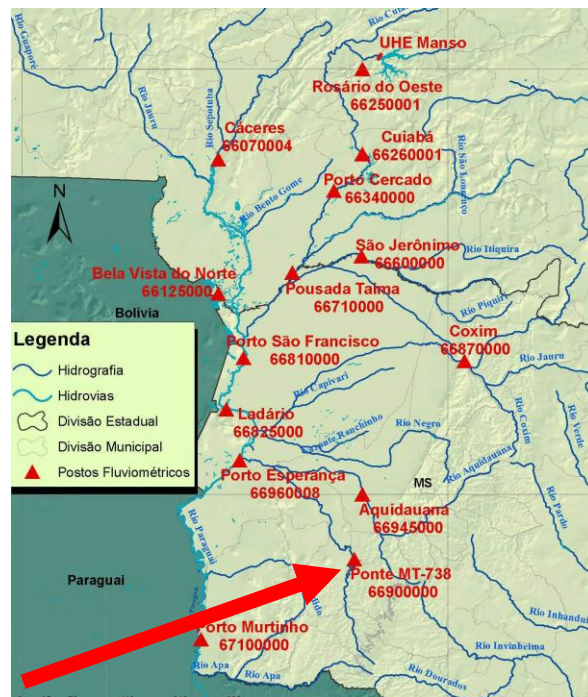 Rio Guaporé
Rio Jauru
Rio Sepotuba
UHE Manso
Rosário do Oeste
66250001
Cáceres
66070004
Cuiabá
66260001
Rio São Lourenço
Porto Cercado
66340000
Rio Bento Gome
N
São Jerônimo
66600000
Rio Itiquira
Bela Vista do Norte
66125000
Pousada Taima
66710000
Rio Piquiri
Bolivia
Legenda
Hidrografia
Hidrovias
Divisão Estadual
Divisão Municipal
Postos Fluviométricos
Porto São Francisco
66810000
Coxim
66870000
Rio Jauru
Rio Capivari
Rio Coxim
Rio Verde
Ladário
66825000
Rio Negro
Rio Aquidauana
Porto Esperança
66960008
MS
Aquidauana
66945000
Rio Pardo
Rio Paraguai
Paraguai
Ponte MT-738
66900000
Rio Inhandui
Porto Murtinho
67100000
Rio Invinheima
Rio Apa
Rio Apa
Rio Dourados